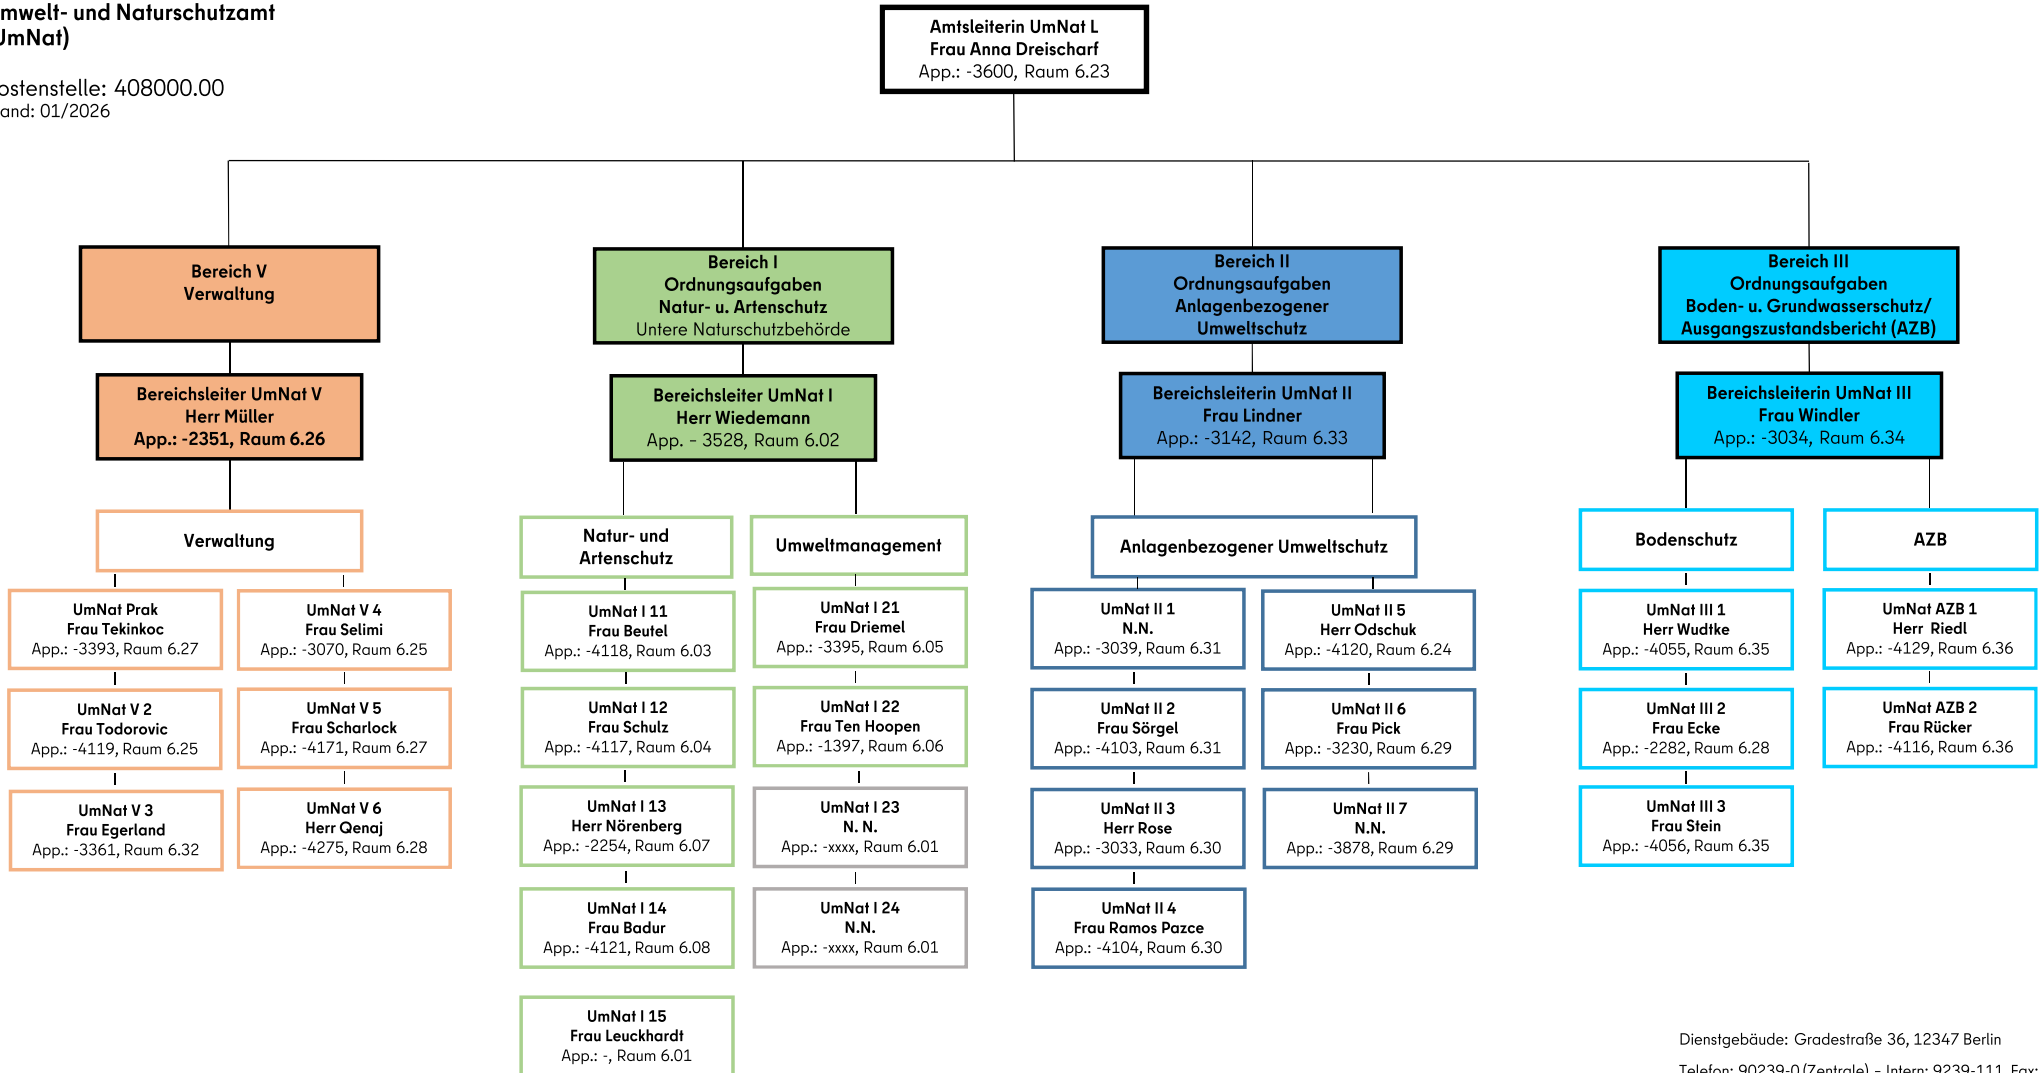 mwelt- und Naturschutzamt
UmNat)
ostenstelle: 408000.00
and: 01/2026
Amtsleiterin UmNat L
Frau Anna Dreischarf
App.: -3600, Raum 6.23
Bereich V
Verwaltung
Bereichsleiter UmNat V
Herr Müller
App.: -2351, Raum 6.26
Verwaltung
UmNat Prak
Frau Tekinkoc
App.: -3393, Raum 6.27
UmNat V 2
Frau Todorovic
App.: -4119, Raum 6.25
UmNat V 3
Frau Egerland
App.: -3361, Raum 6.32
UmNat V 4
Frau Selimi
App.: -3070, Raum 6.25
UmNat V 5
Frau Scharlock
App.: -4171, Raum 6.27
UmNat V 6
Herr Qenaj
App.: -4275, Raum 6.28
Bereich I
Ordnungsaufgaben
Natur- u. Artenschutz
Untere Naturschutzbehörde
Bereichsleiter UmNat I
Herr Wiedemann
App. - 3528, Raum 6.02
Natur- und
Artenschutz
UmNat I 11
Frau Beutel
App.: -4118, Raum 6.03
UmNat I 12
Frau Schulz
App.: -4117, Raum 6.04
UmNat I 13
Herr Nörenberg
App.: -2254, Raum 6.07
UmNat I 14
Frau Badur
App.: -4121, Raum 6.08
UmNat I 15
Frau Leuckhardt
App.: -, Raum 6.01
Umweltmanagement
UmNat I 21
Frau Driemel
App.: -3395, Raum 6.05
UmNat I 22
Frau Ten Hoopen
App.: -1397, Raum 6.06
UmNat I 23
N. N.
App.: -xxxx, Raum 6.01
UmNat I 24
N.N.
App.: -xxxx, Raum 6.01
Bereich II
Ordnungsaufgaben
Anlagenbezogener
Umweltschutz
Bereichsleiterin UmNat II
Frau Lindner
App.: -3142, Raum 6.33
Anlagenbezogener Umweltschutz
UmNat II 1
N.N.
App.: -3039, Raum 6.31
UmNat II 2
Frau Sörgel
App.: -4103, Raum 6.31
UmNat II 3
Herr Rose
App.: -3033, Raum 6.30
UmNat II 4
Frau Ramos Pazce
App.: -4104, Raum 6.30
UmNat II 5
Herr Odschuk
App.: -4120, Raum 6.24
UmNat II 6
Frau Pick
App.: -3230, Raum 6.29
UmNat II 7
N.N.
App.: -3878, Raum 6.29
Bereich III
Ordnungsaufgaben
Boden- u. Grundwasserschutz/
Ausgangszustandsbericht (AZB)
Bereichsleiterin UmNat III
Frau Windler
App.: -3034, Raum 6.34
Bodenschutz
UmNat III 1
Herr Wudtke
App.: -4055, Raum 6.35
UmNat III 2
Frau Ecke
App.: -2282, Raum 6.28
UmNat III 3
Frau Stein
App.: -4056, Raum 6.35
AZB
UmNat AZB 1
Herr Riedl
App.: -4129, Raum 6.36
UmNat AZB 2
Frau Rücker
App.: -4116, Raum 6.36
Dienstgebäude: Gradestraße 36, 12347 Berlin
Telefon: 90239-0 (Zentrale) – Intern: 9239-111, Fax: